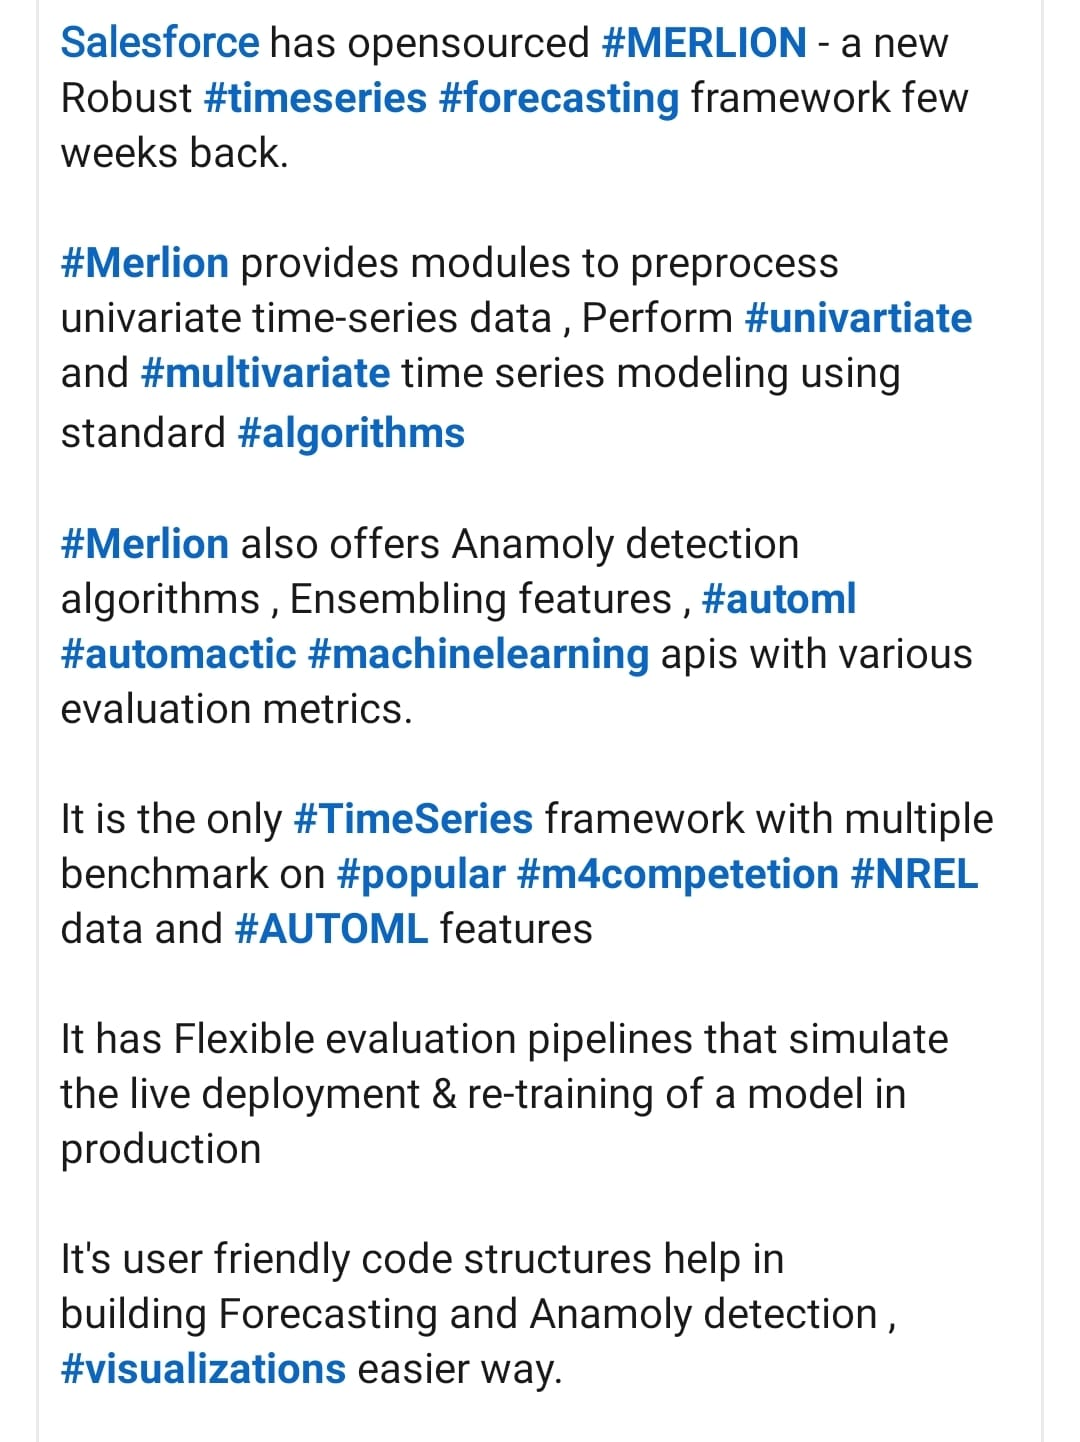 Salesforce has opensourced #MERLION - a new
Robust #timeseries #forecasting framework few
weeks back.
#Merlion provides modules to preprocess
univariate time-series data , Perform #univartiate
and #multivariate time series modeling using
standard #algorithms
#Merlion also offers Anamoly detection
algorithms , Ensembling features , #automl
#automactic #machinelearning apis with various
evaluation metrics.
It is the only #TimeSeries framework with multiple
benchmark on #popular #m4competetion #NREL
data and #AUTOML features
It has Flexible evaluation pipelines that simulate
the live deployment & re-training of a model in
production
It's user friendly code structures help in
building Forecasting and Anamoly detection ,
#visualizations easier way.